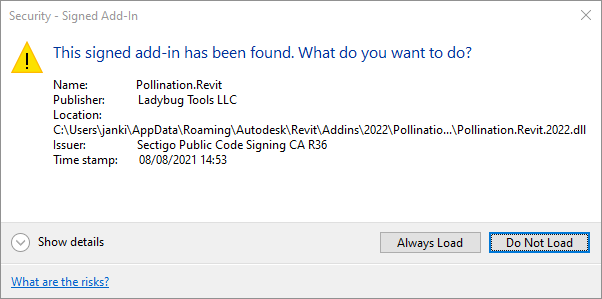 Security - Signed Add-In
This signed add-in has been found. What do you want to do?
Name: Pollination.Revit
Publisher: Ladybug Tools LLC
Location:
C:\Users\janki\AppData\Roaming\Autodesk\Revit\Addins\2022\Pollinatio...\Pollination.Revit.2022.dll
Issuer: Sectigo Public Code Signing CA R36
Time stamp: 08/08/2021 14:53
Show details
Always Load
Do Not Load
What are the risks?